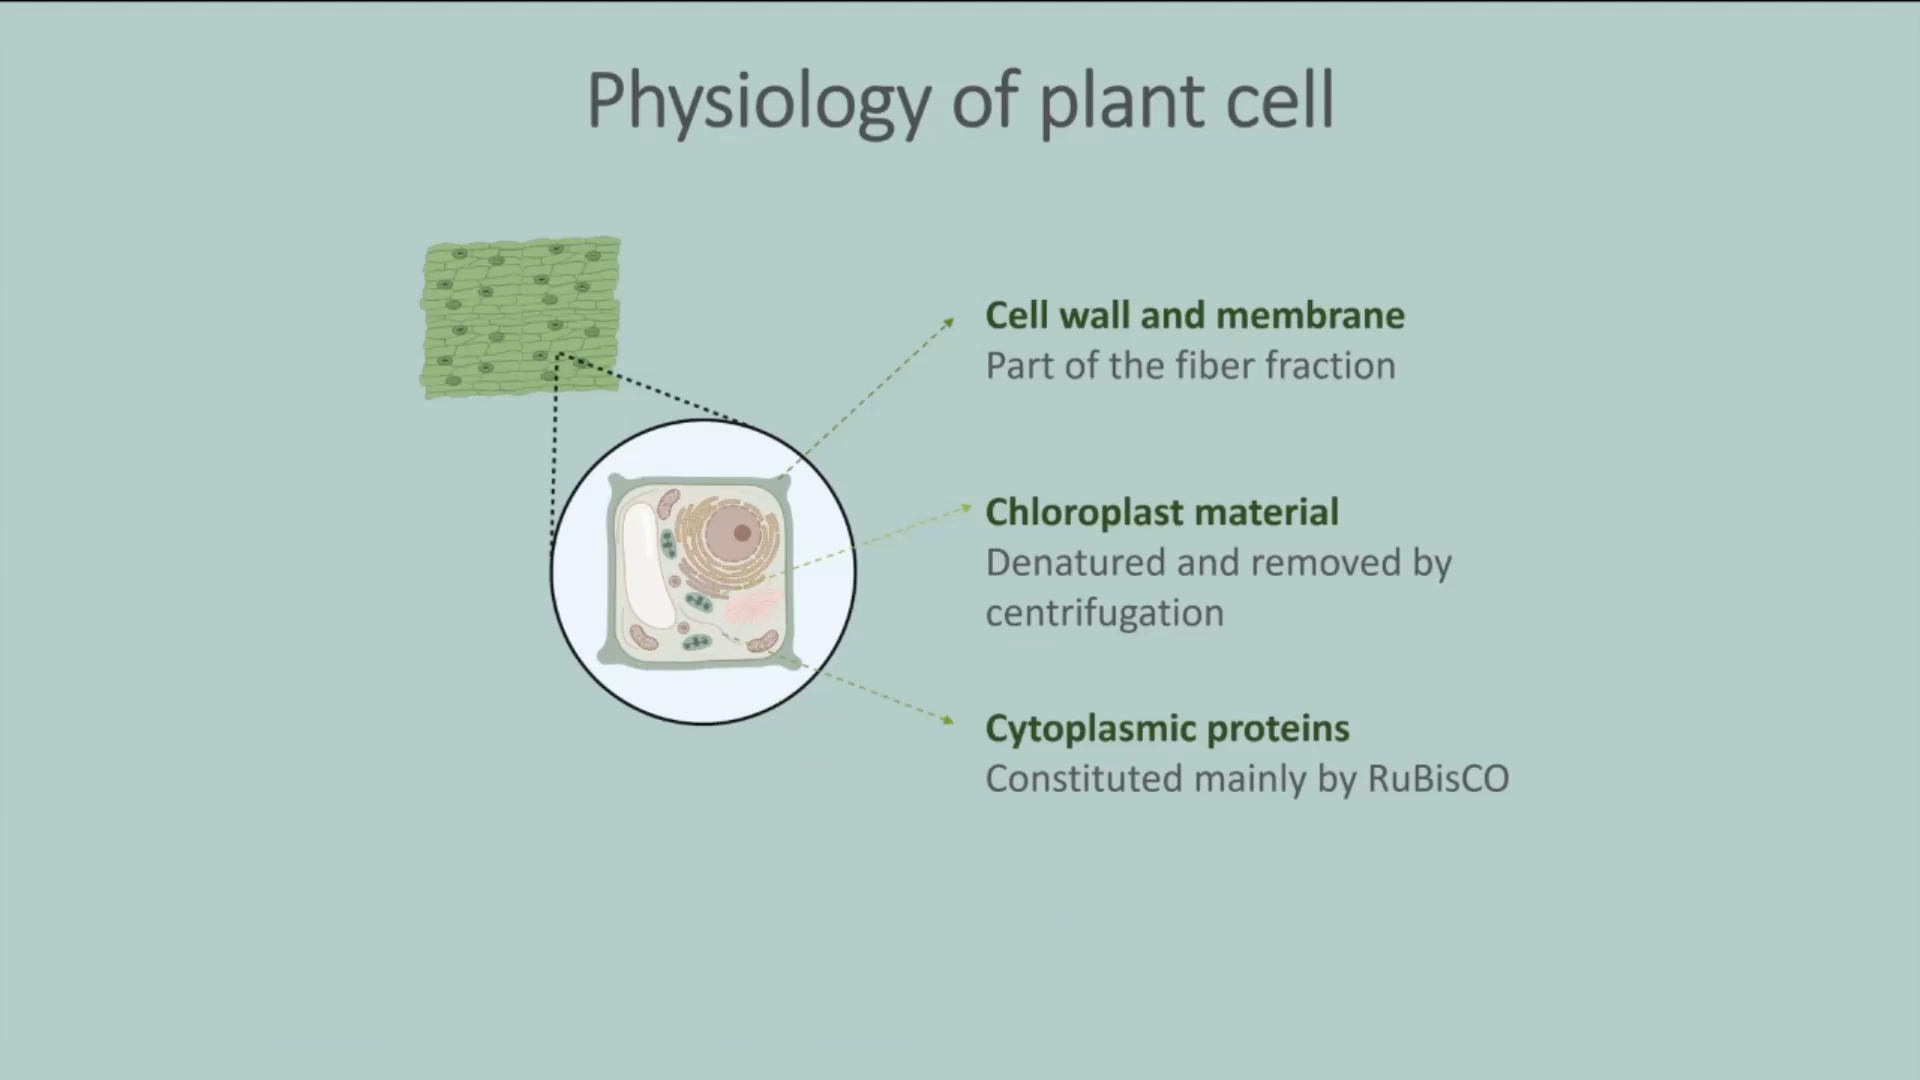 Physiology of plant cell
Cell wall and membrane
Part of the fiber fraction
Chloroplast material
Denatured and removed by
centrifugation
Cytoplasmic proteins
Constituted mainly by RuBisCO